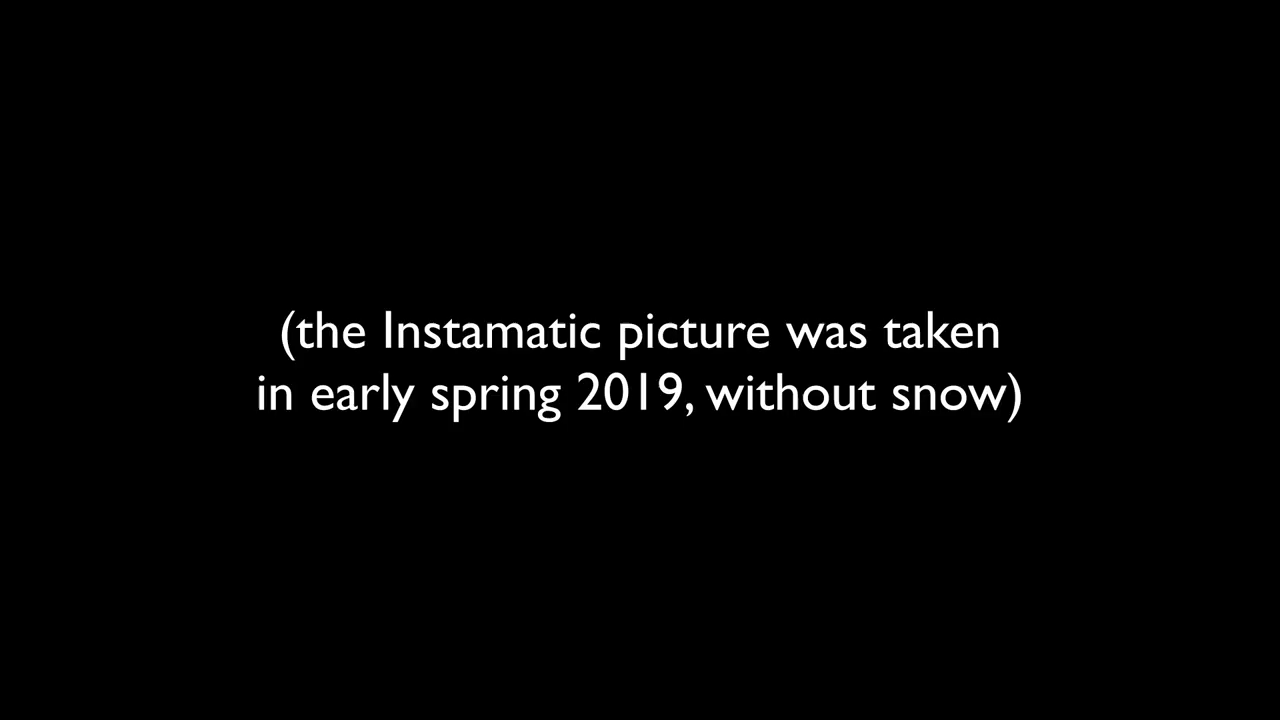 (the Instamatic picture was taken
in early spring 2019, without snow)